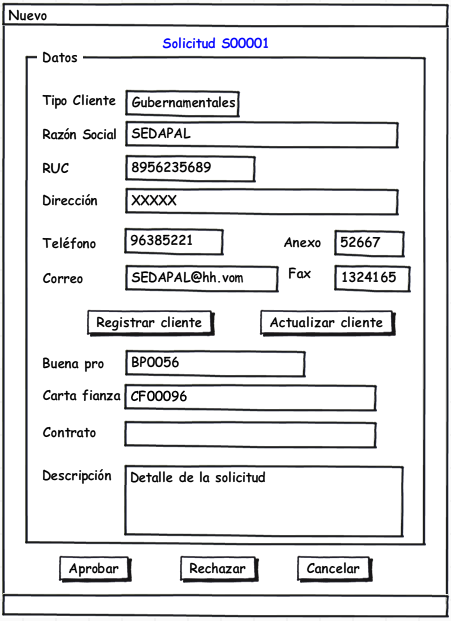 Nuevo
Solicitud S00001
Datos
Tipo Cliente Gubernamentales
Razón Social SEDAPAL
RUC 8956235689
Dirección XXXXX
Teléfono 96385221 Anexo 52667
Correo SEDAPAL@hh.vom Fax 1324165
Registrar cliente Actualizar cliente
Buena pro BP0056
Carta fianza CF00096
Contrato
Descripción Detalle de la solicitud
Aprobar Rechazar Cancelar